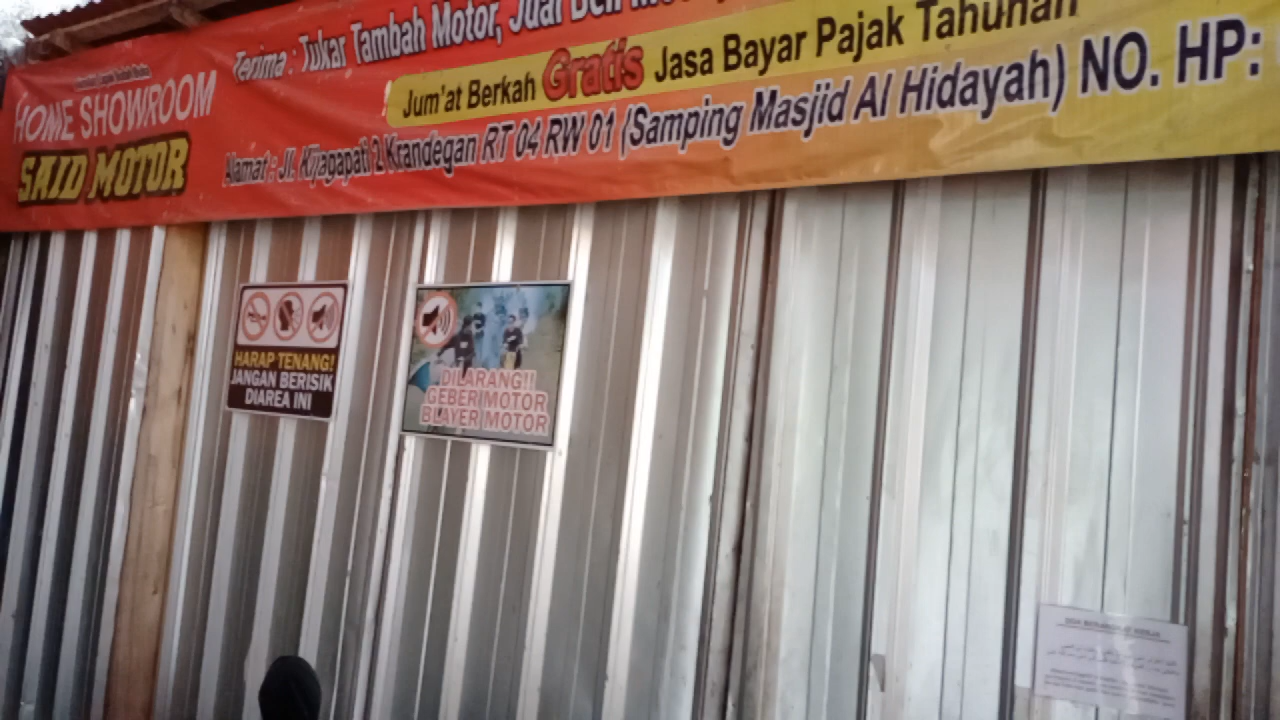 HOME SHOWROOM
SAID MOTOR
Terima : Tukar Tambah Motor, Jual Beli
Jum'at Berkah Gratis Jasa Bayar Pajak Tahunan
Alamat : Jl. Kijagapati 2 Krandegan RT 04 RW 01 (Samping Masjid Al Hidayah) NO. HP:
HARAP TENANG!
JANGAN BERISIK
DIAREA INI
DILARANG!!
GEBER MOTOR
BLAYER MOTOR